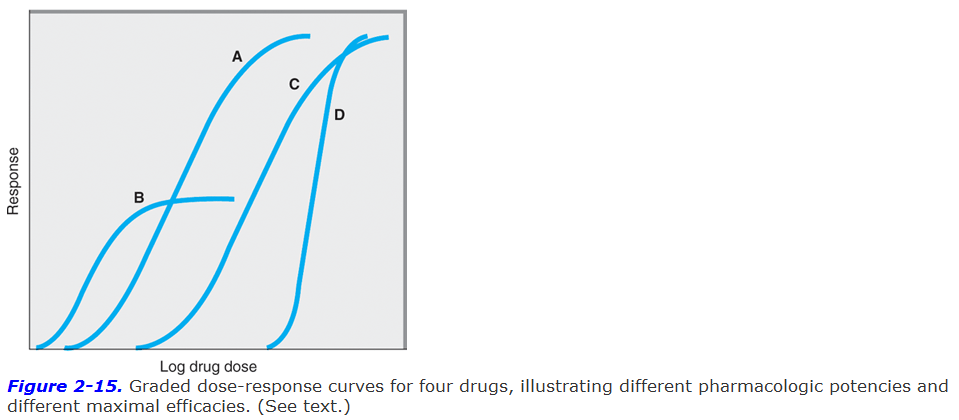 A
C
D
B
Response
Log drug dose
Figure 2-15. Graded dose-response curves for four drugs, illustrating different pharmacologic potencies and
different maximal efficacies. (See text.)